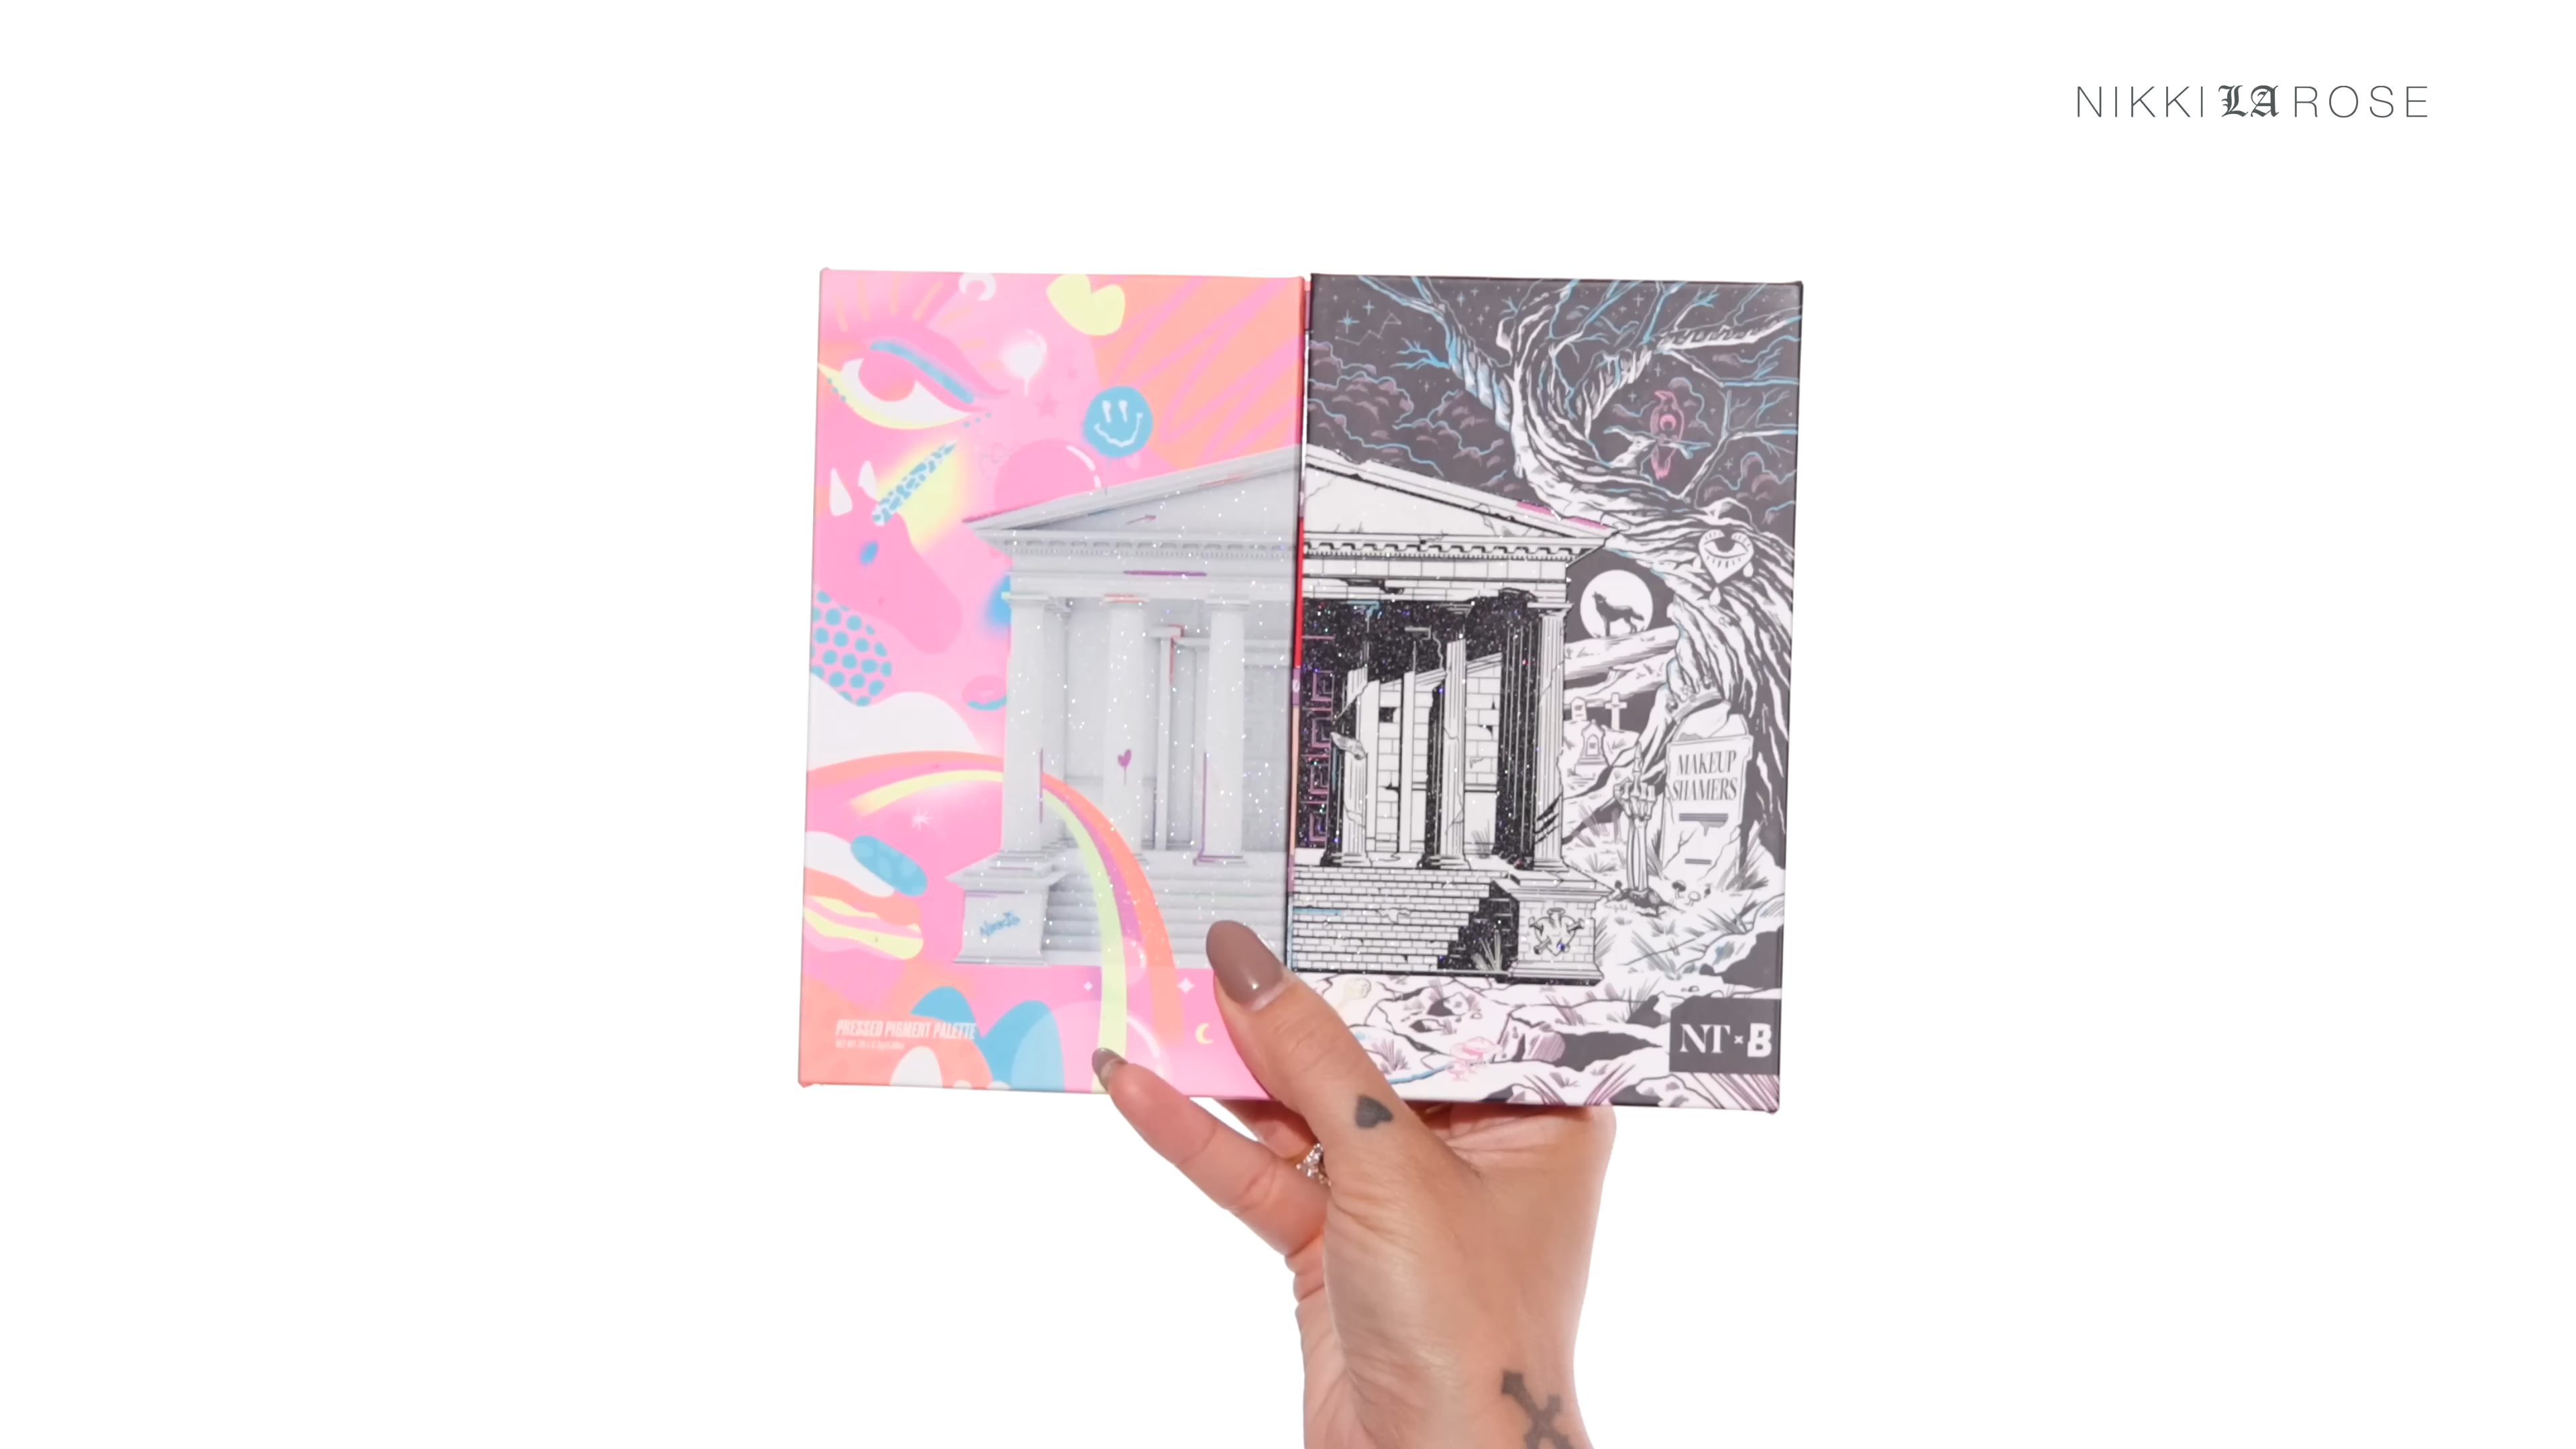 NIKKI LA ROSE
MAKEUP
SHAMERS
PRESSED PIGMENT PALETTE
NT × B